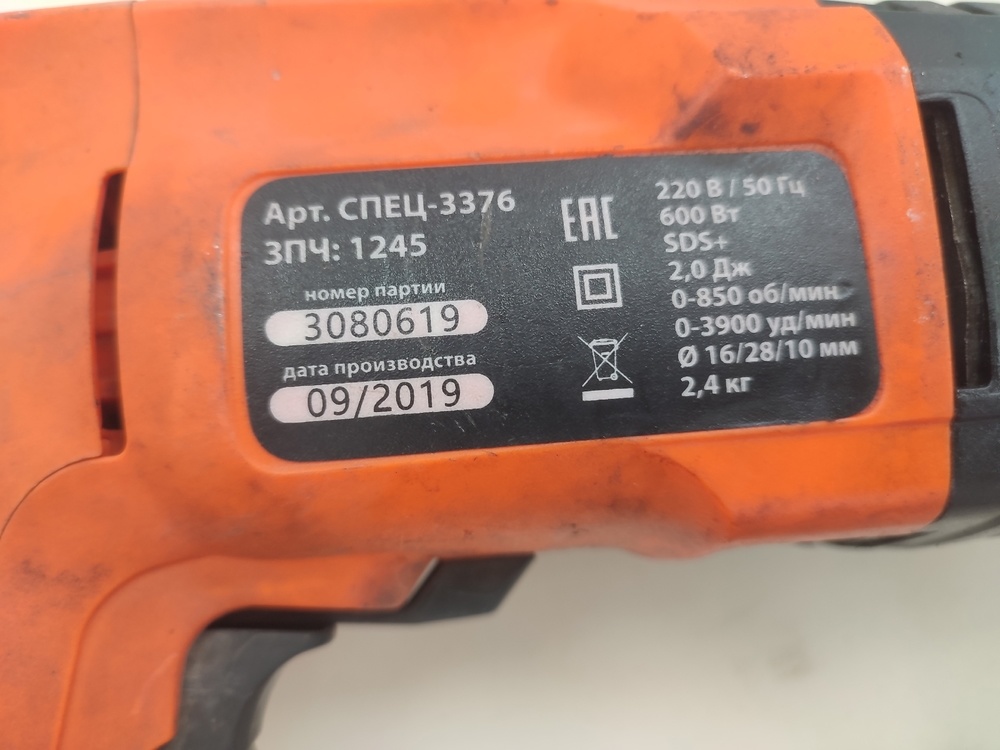 Арт. СПЕЦ-3376
ЗПЧ: 1245
номер партии
3080619
дата производства
09/2019
EAC
220 В / 50 Гц
600 Вт
SDS+
2,0 Дж
0-850 об/мин
0-3900 уд/мин
Ø 16/28/10 мм
2,4 кг